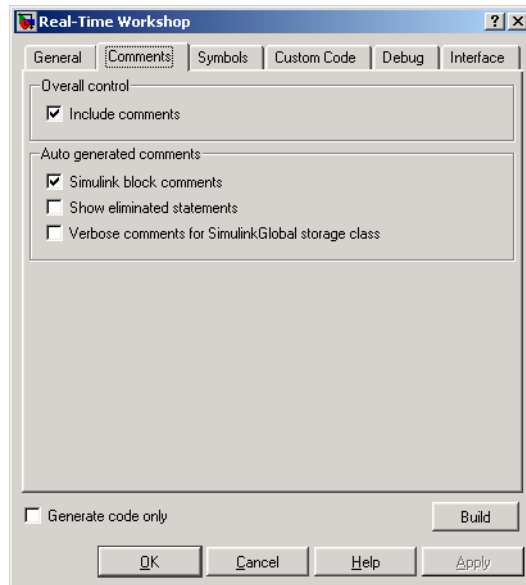 Real-Time Workshop
General Comments Symbols Custom Code Debug Interface
Overall control
Include comments
Auto generated comments
Simulink block comments
Show eliminated statements
Verbose comments for SimulinkGlobal storage class
Generate code only Build
OK Cancel Help Apply